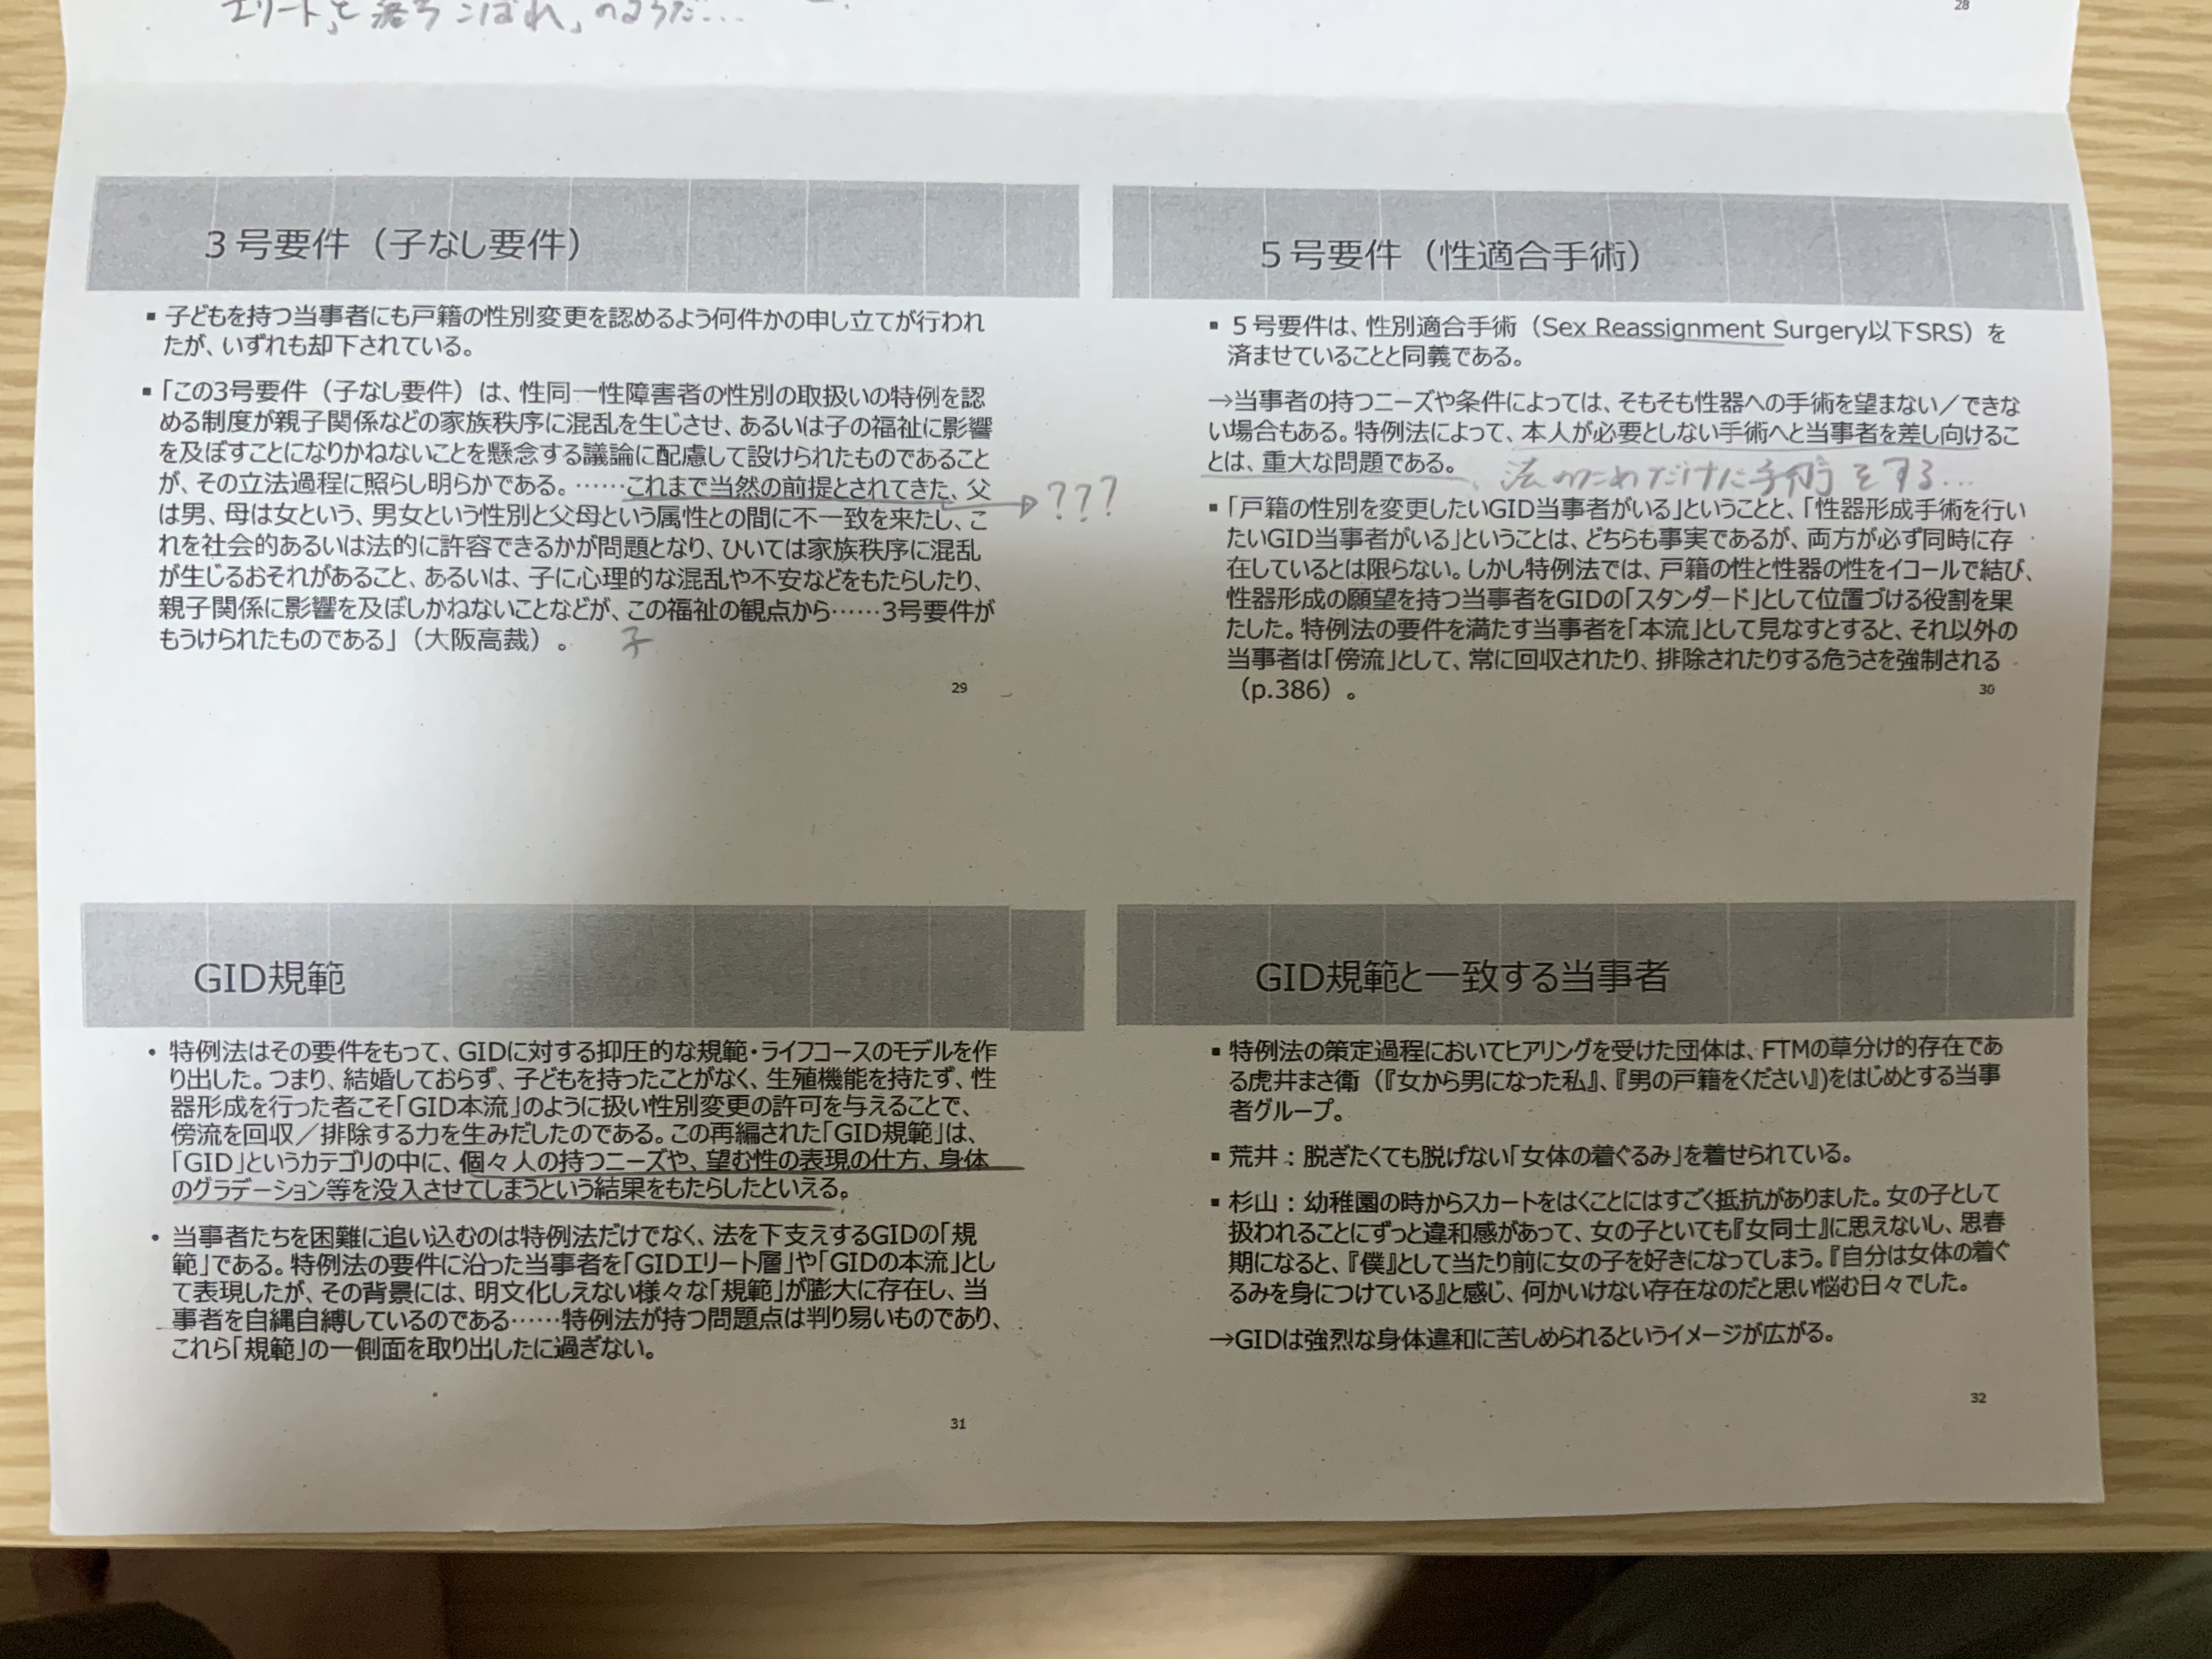 エリート」と落ちこぼれ」のようだ…
28
３号要件（子なし要件）
▪ 子どもを持つ当事者にも戸籍の性別変更を認めるよう何件かの申し立てが行われ
たが、いずれも却下されている。
▪ 「この3号要件（子なし要件）は、性同一性障害者の性別の取扱いの特例を認
める制度が親子関係などの家族秩序に混乱を生じさせ、あるいは子の福祉に影響
を及ぼすことになりかねないことを懸念する議論に配慮して設けられたものであること
が、その立法過程に照らし明らかである。……これまで当然の前提とされてきた、父
→???
は男、母は女という、男女という性別と父母という属性との間に不一致を来たし、こ
れを社会的あるいは法的に許容できるかが問題となり、ひいては家族秩序に混乱
が生じるおそれがあること、あるいは、子に心理的な混乱や不安などをもたらしたり、
親子関係に影響を及ぼしかねないことなどが、この福祉の観点から……3号要件が
もうけられたものである」（大阪高裁）。
子
29
５号要件（性適合手術）
▪ ５号要件は、性別適合手術（Sex Reassignment Surgery以下SRS）を
済ませていることと同義である。
→当事者の持つニーズや条件によっては、そもそも性器への手術を望まない／できな
い場合もある。特例法によって、本人が必要としない手術へと当事者を差し向けるこ
とは、重大な問題である。
法のためだけに手術をする…
▪ 「戸籍の性別を変更したいGID当事者がいる」ということと、「性器形成手術を行い
たいGID当事者がいる」ということは、どちらも事実であるが、両方が必ず同時に存
在しているとは限らない。しかし特例法では、戸籍の性と性器の性をイコールで結び、
性器形成の願望を持つ当事者をGIDの「スタンダード」として位置づける役割を果
たした。特例法の要件を満たす当事者を「本流」として見なすとすると、それ以外の
当事者は「傍流」として、常に回収されたり、排除されたりする危うさを強制される
（p.386）。
30
GID規範
• 特例法はその要件をもって、GIDに対する抑圧的な規範・ライフコースのモデルを作
り出した。つまり、結婚しておらず、子どもを持ったことがなく、生殖機能を持たず、性
器形成を行った者こそ「GID本流」のように扱い性別変更の許可を与えることで、
傍流を回収／排除する力を生みだしたのである。この再編された「GID規範」は、
「GID」というカテゴリの中に、個々人の持つニーズや、望む性の表現の仕方、身体
のグラデーション等を没入させてしまうという結果をもたらしたといえる。
• 当事者たちを困難に追い込むのは特例法だけでなく、法を下支えするGIDの「規
範」である。特例法の要件に沿った当事者を「GIDエリート層」や「GIDの本流」とし
て表現したが、その背景には、明文化しえない様々な「規範」が膨大に存在し、当
事者を自縄自縛しているのである……特例法が持つ問題点は判り易いものであり、
これら「規範」の一側面を取り出したに過ぎない。
31
GID規範と一致する当事者
▪ 特例法の策定過程においてヒアリングを受けた団体は、FTMの草分け的存在であ
る虎井まさ衛（『女から男になった私』、『男の戸籍をください』)をはじめとする当事
者グループ。
▪ 荒井：脱ぎたくても脱げない「女体の着ぐるみ」を着せられている。
▪ 杉山：幼稚園の時からスカートをはくことにはすごく抵抗がありました。女の子として
扱われることにずっと違和感があって、女の子といても『女同士』に思えないし、思春
期になると、『僕』として当たり前に女の子を好きになってしまう。『自分は女体の着ぐ
るみを身につけている』と感じ、何かいけない存在なのだと思い悩む日々でした。
→GIDは強烈な身体違和に苦しめられるというイメージが広がる。
32